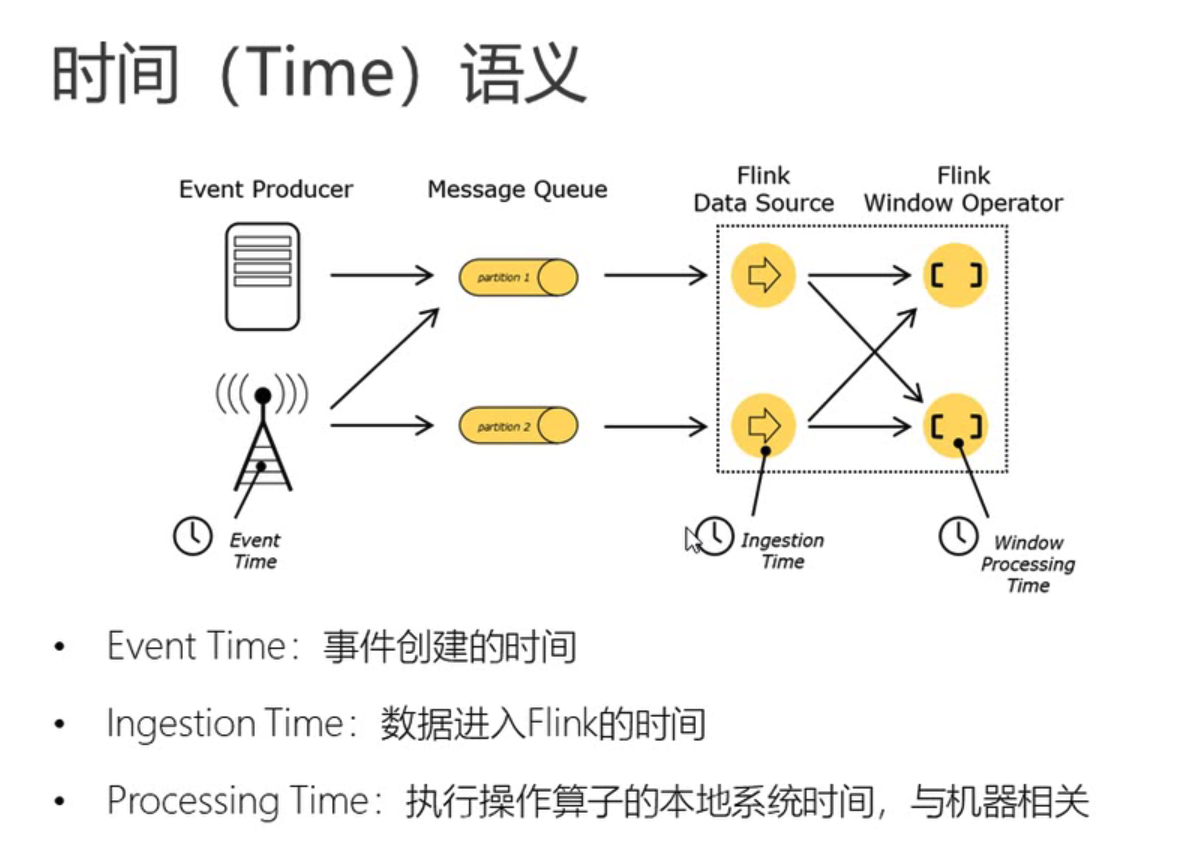 时间（Time）语义
Event Producer
Message Queue
Flink
Data Source
Flink
Window Operator
partition 1
partition 2
Event
Time
Ingestion
Time
Window
Processing
Time
• Event Time：事件创建的时间
• Ingestion Time：数据进入Flink的时间
• Processing Time：执行操作算子的本地系统时间，与机器相关